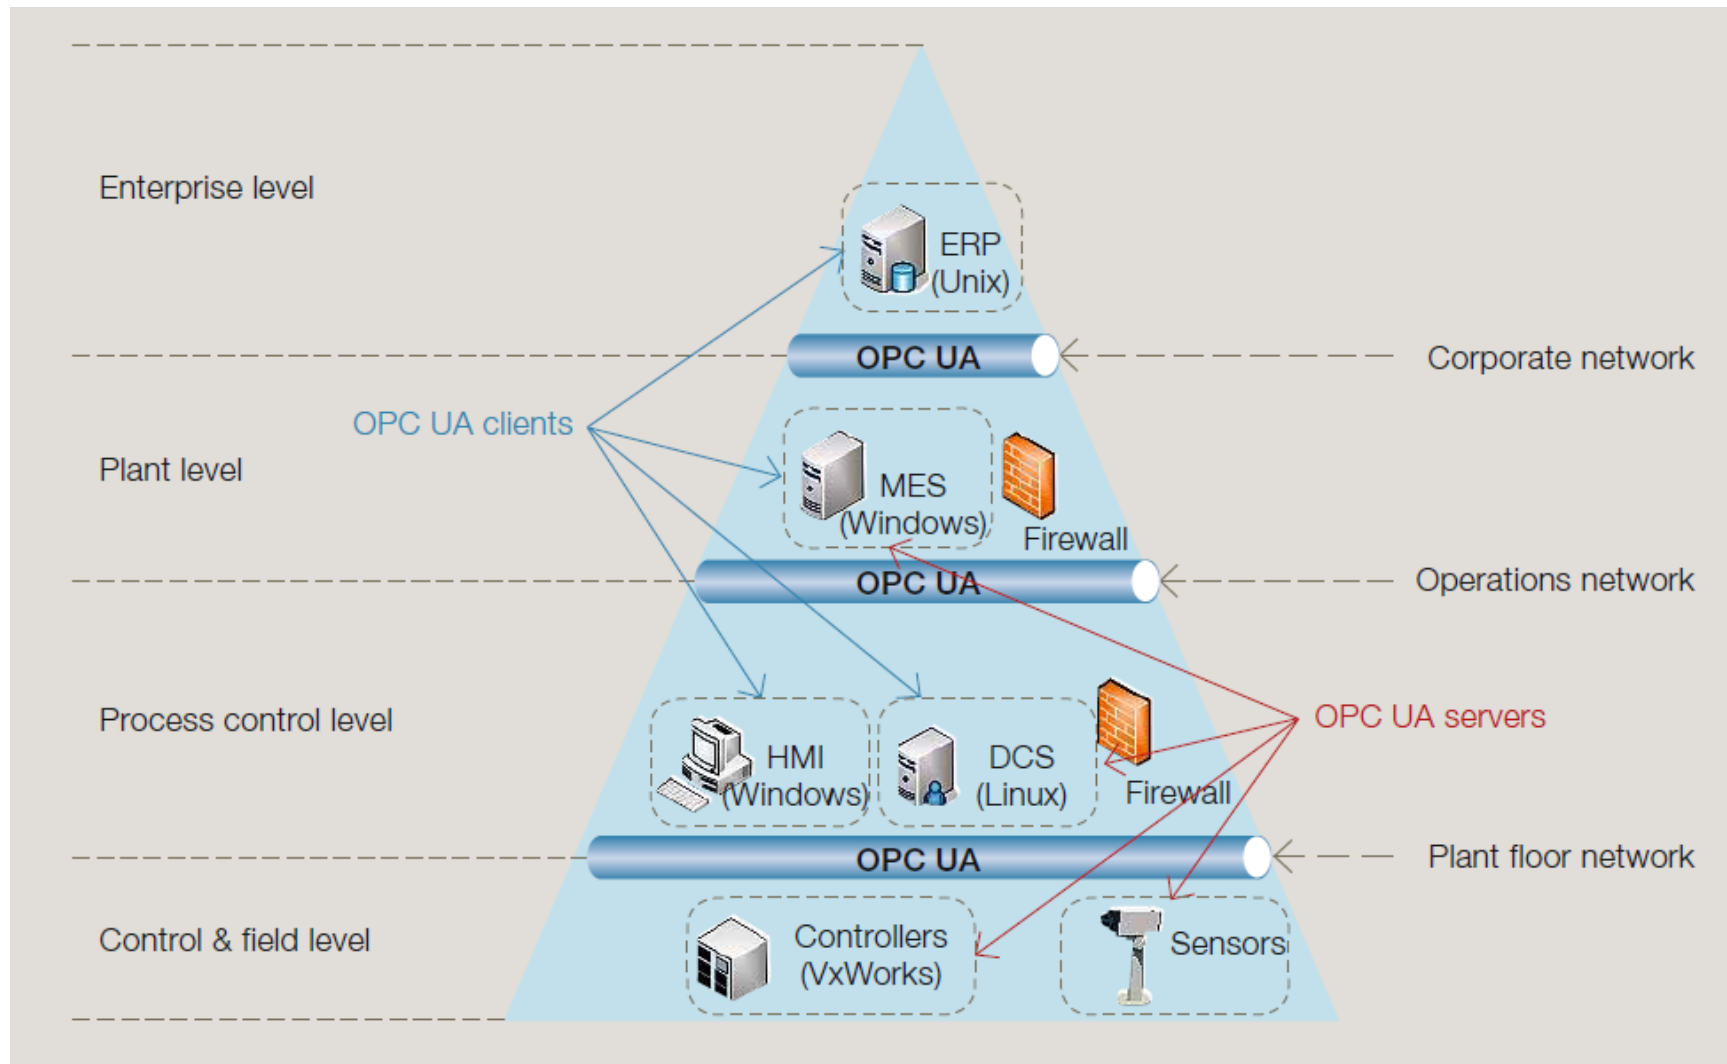 Enterprise level
ERP
(Unix)
OPC UA
Corporate network
OPC UA clients
Plant level
MES
(Windows)
Firewall
OPC UA
Operations network
Process control level
HMI
(Windows)
DCS
(Linux)
Firewall
OPC UA servers
OPC UA
Plant floor network
Control & field level
Controllers
(VxWorks)
Sensors